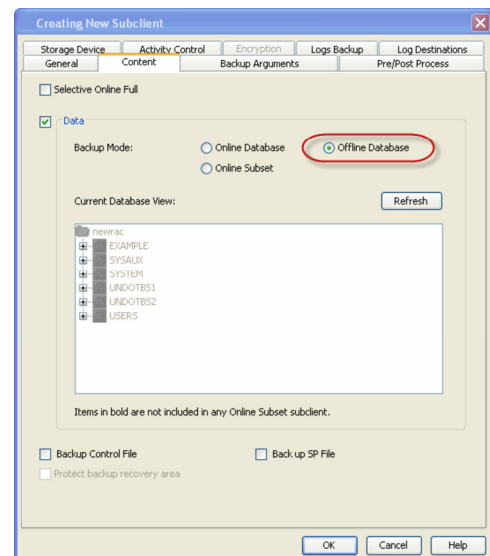 Creating New Subclient
Storage Device Activity Control Encryption Logs Backup Log Destinations
General Content Backup Arguments Pre/Post Process
Selective Online Full
Data
Backup Mode: Online Database Offline Database
Online Subset
Current Database View: Refresh
newrac
EXAMPLE
SYSAUX
SYSTEM
UNDOTBS1
UNDOTBS2
USERS
Items in bold are not included in any Online Subset subclient.
Backup Control File Back up SP File
Protect backup recovery area
OK Cancel Help